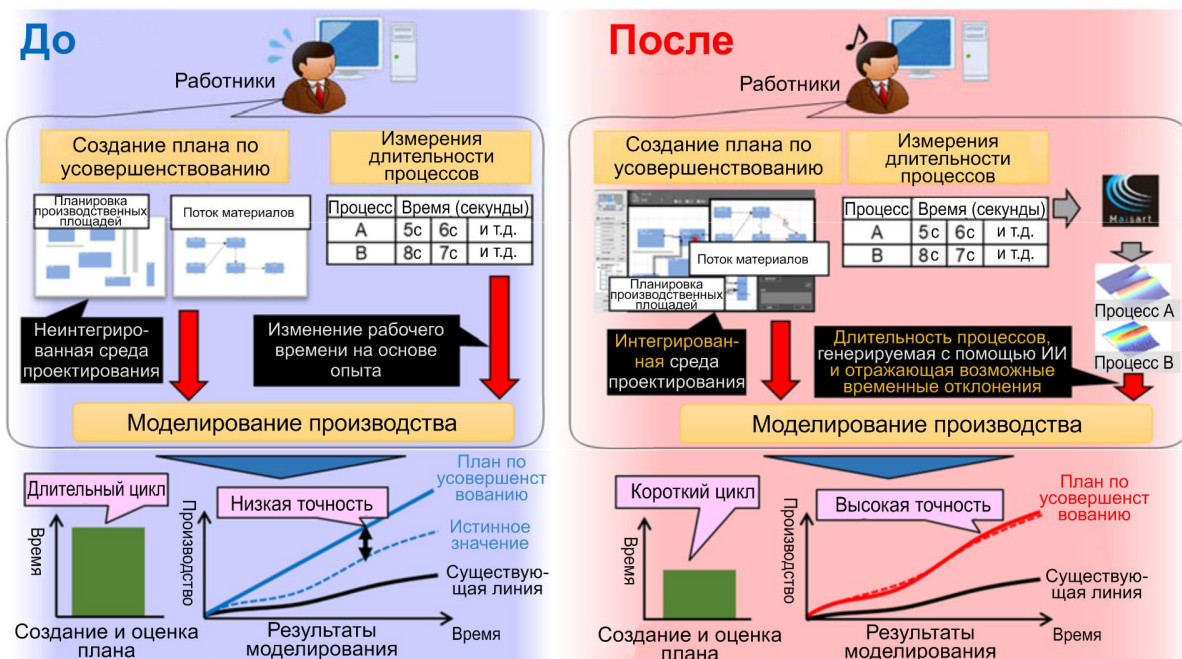 До
Работники
Создание плана по
усовершенствованию
Измерения
длительности
процессов
Планировка
производственных
площадей
Поток материалов
Процесс Время (секунды)
A 5с 6с и т.д.
B 8с 7с и т.д.
Неинтегриро-
ванная среда
проектирования
Изменение рабочего
времени на основе
опыта
Моделирование производства
Длительный цикл
Время
Создание и оценка
плана
Низкая точность
Производство
План по
усовершенст
вованию
Истинное
значение
Существую-
щая линия
Время
Результаты
моделирования
После
Работники
Создание плана по
усовершенствованию
Измерения
длительности
процессов
Поток материалов
Планировка
производственных
площадей
Процесс Время (секунды)
A 5с 6с и т.д.
B 8с 7с и т.д.
Maisart
Процесс A
Процесс B
Интегрирован-
ная среда
проектирования
Длительность процессов,
генерируемая с помощью ИИ
и отражающая возможные
временные отклонения
Моделирование производства
Короткий цикл
Время
Создание и оценка
плана
Высокая точность
Производство
План по
усовершенст
вованию
Существую-
щая линия
Время
Результаты
моделирования